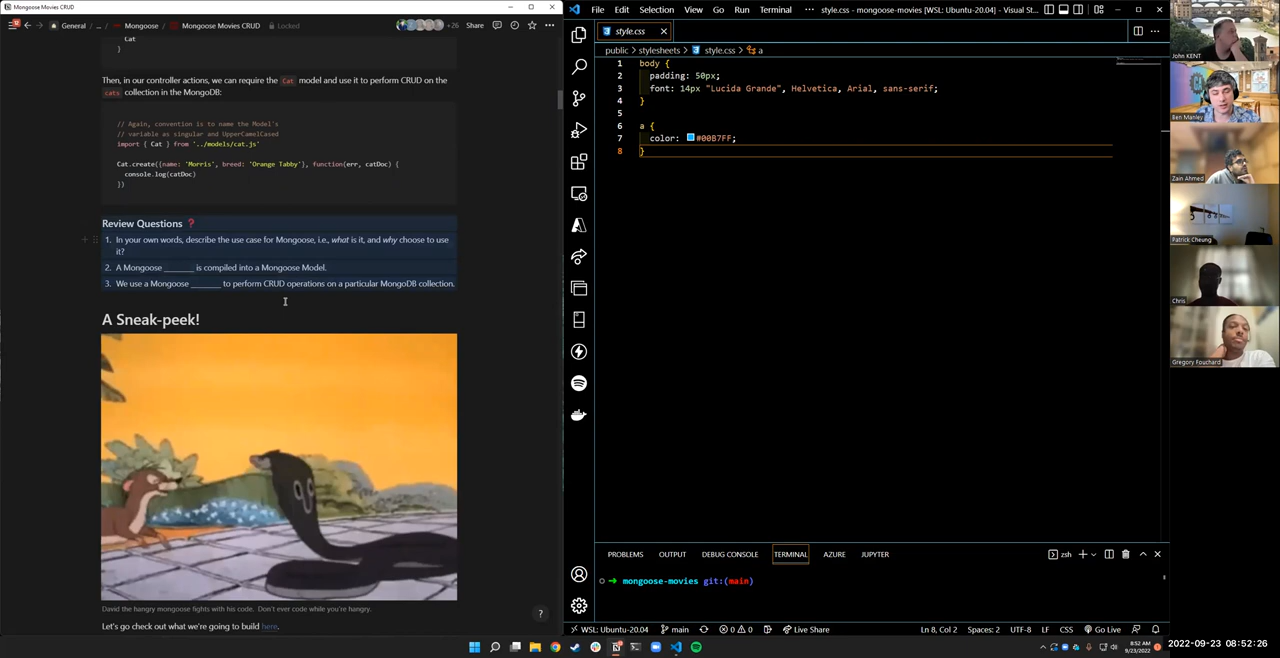 Mongoose Movies CRUD
General / ... / Mongoose / Mongoose Movies CRUD Locked
+26 Share
Cat
}
Then, in our controller actions, we can require the Cat model and use it to perform CRUD on the
cats collection in the MongoDB:
// Again, convention is to name the Model's
// variable as singular and UpperCamelCased
import { Cat } from '../models/cat.js'
Cat.create({name: 'Morris', breed: 'Orange Tabby'}, function(err, catDoc) {
console.log(catDoc)
})
Review Questions ❓
1. In your own words, describe the use case for Mongoose, i.e., what is it, and why choose to use
it?
2. A Mongoose _______ is compiled into a Mongoose Model.
3. We use a Mongoose _______ to perform CRUD operations on a particular MongoDB collection.
A Sneak-peek!
David the hangry mongoose fights with his code. Don't ever code while you're hangry.
Let's go check out what we're going to build here.
?
File Edit Selection View Go Run Terminal ··· style.css - mongoose-movies [WSL: Ubuntu-20.04] - Visual St...
style.css
public > stylesheets > style.css > a
1 body {
2 padding: 50px;
3 font: 14px "Lucida Grande", Helvetica, Arial, sans-serif;
4 }
5
6 a {
7 color: #00B7FF;
8 }
PROBLEMS OUTPUT DEBUG CONSOLE TERMINAL AZURE JUPYTER
zsh
mongoose-movies git:(main)
WSL: Ubuntu-20.04 main 0 0 Live Share
Ln 8, Col 2 Spaces: 2 UTF-8 LF CSS Go Live
8:52 AM
9/23/2022
John KENT
Ben Manley
Zain Ahmed
Patrick Cheung
Chris
Gregory Fouchard
2022-09-23 08:52:26